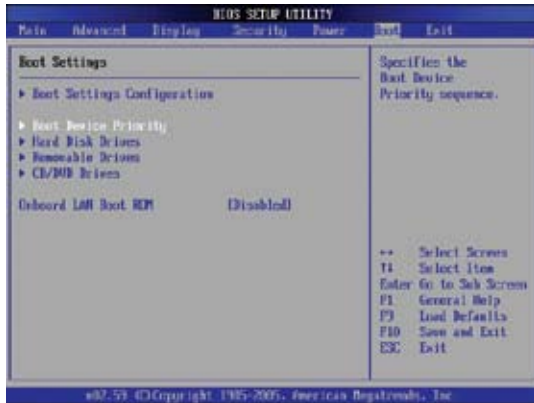 BIOS SETUP UTILITY
Main Advanced Display Security Power Boot Exit
Boot Settings
Boot Settings Configuration
Boot Device Priority
Hard Disk Drives
Removable Drives
CD/DVD Drives
Onboard LAN Boot ROM [Disabled]
Specifies the
Boot Device
Priority sequence.
↔ Select Screen
↑↓ Select Item
Enter Go to Sub Screen
F1 General Help
F9 Load Defaults
F10 Save and Exit
ESC Exit
v02.59 (C)Copyright 1985-2005, American Megatrends, Inc